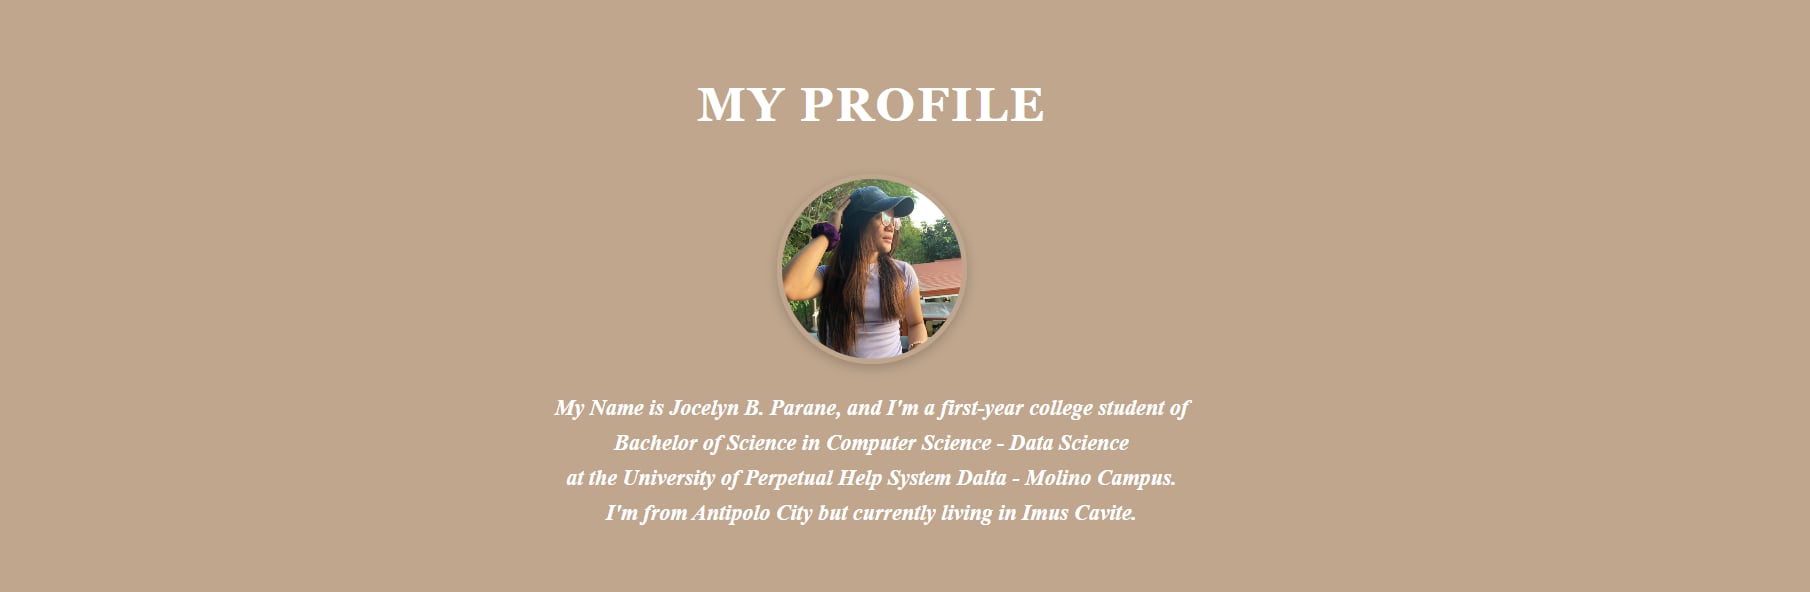 MY PROFILE
My Name is Jocelyn B. Parane, and I'm a first-year college student of
Bachelor of Science in Computer Science - Data Science
at the University of Perpetual Help System Dalta - Molino Campus.
I'm from Antipolo City but currently living in Imus Cavite.